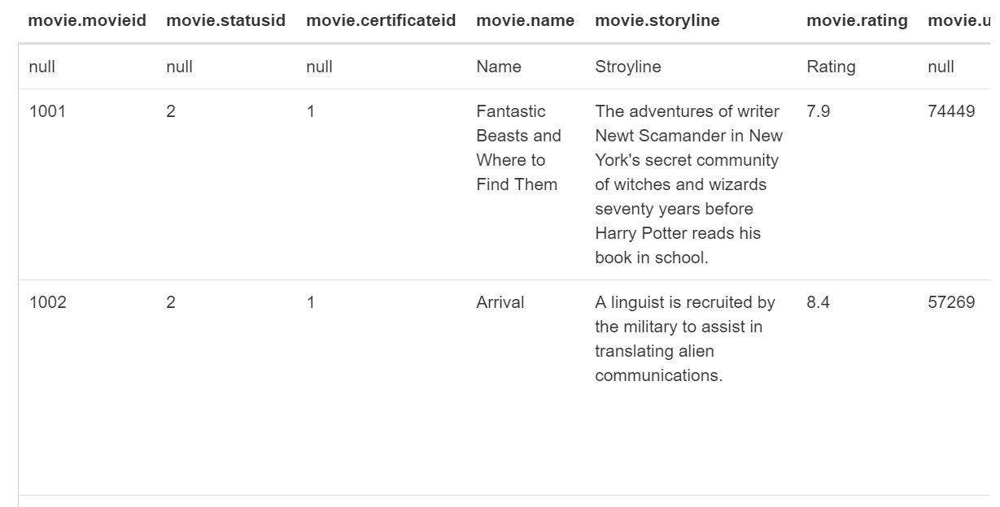 movie.movieid movie.statusid movie.certificateid movie.name movie.storyline movie.rating movie.u
null null null Name Stroyline Rating null
1001 2 1 Fantastic The adventures of writer 7.9 74449
Beasts and Newt Scamander in New
Where to York's secret community
Find Them of witches and wizards
seventy years before
Harry Potter reads his
book in school.
1002 2 1 Arrival A linguist is recruited by 8.4 57269
the military to assist in
translating alien
communications.